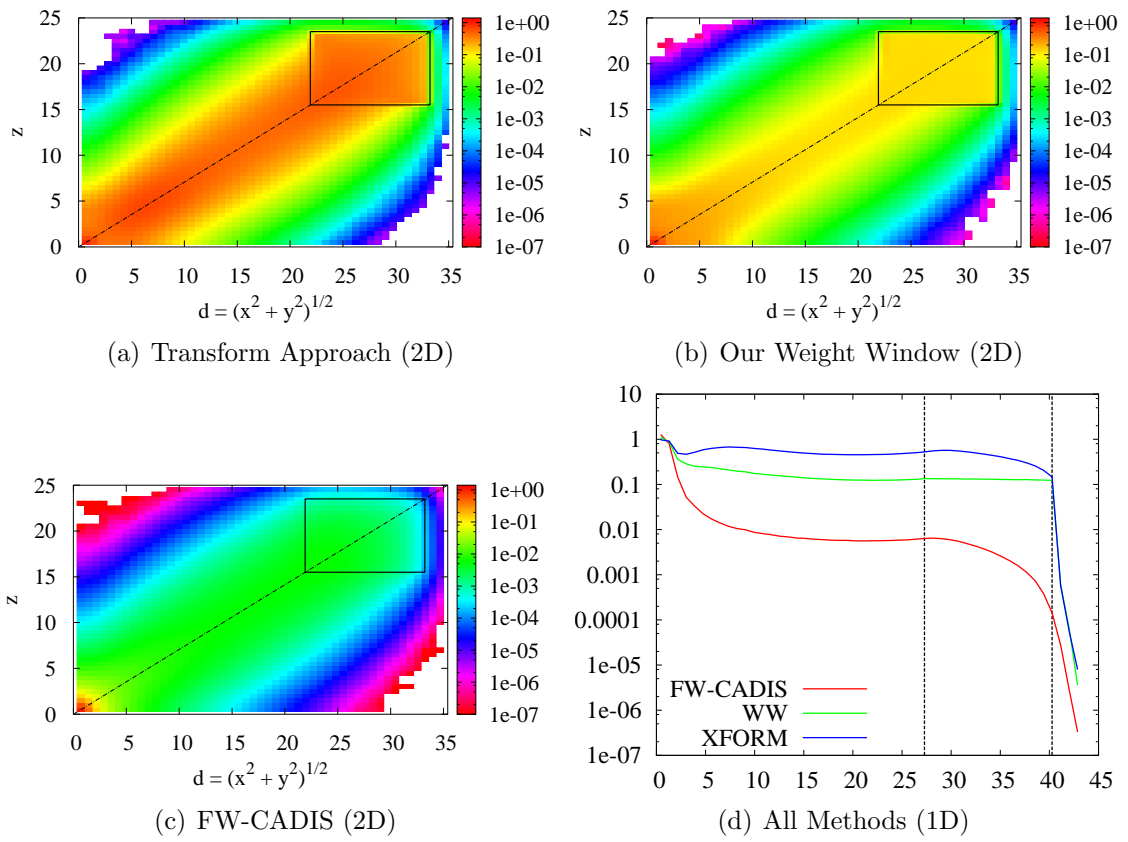 25
20
15
10
5
0
z
0 5 10 15 20 25 30 35
d = (x² + y²)^1/2
1e+00
1e-01
1e-02
1e-03
1e-04
1e-05
1e-06
1e-07
(a) Transform Approach (2D)
25
20
15
10
5
0
z
0 5 10 15 20 25 30 35
d = (x² + y²)^1/2
1e+00
1e-01
1e-02
1e-03
1e-04
1e-05
1e-06
1e-07
(b) Our Weight Window (2D)
25
20
15
10
5
0
z
0 5 10 15 20 25 30 35
d = (x² + y²)^1/2
1e+00
1e-01
1e-02
1e-03
1e-04
1e-05
1e-06
1e-07
(c) FW-CADIS (2D)
10
1
0.1
0.01
0.001
0.0001
1e-05
1e-06
1e-07
FW-CADIS
WW
XFORM
0 5 10 15 20 25 30 35 40 45
(d) All Methods (1D)